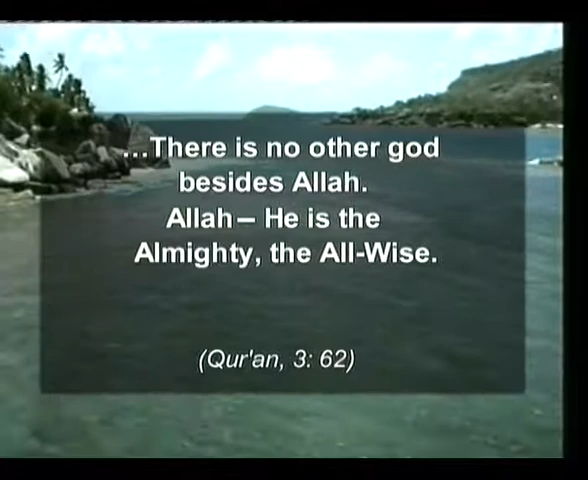 ...There is no other god
besides Allah.
Allah – He is the
Almighty, the All-Wise.
(Qur'an, 3: 62)